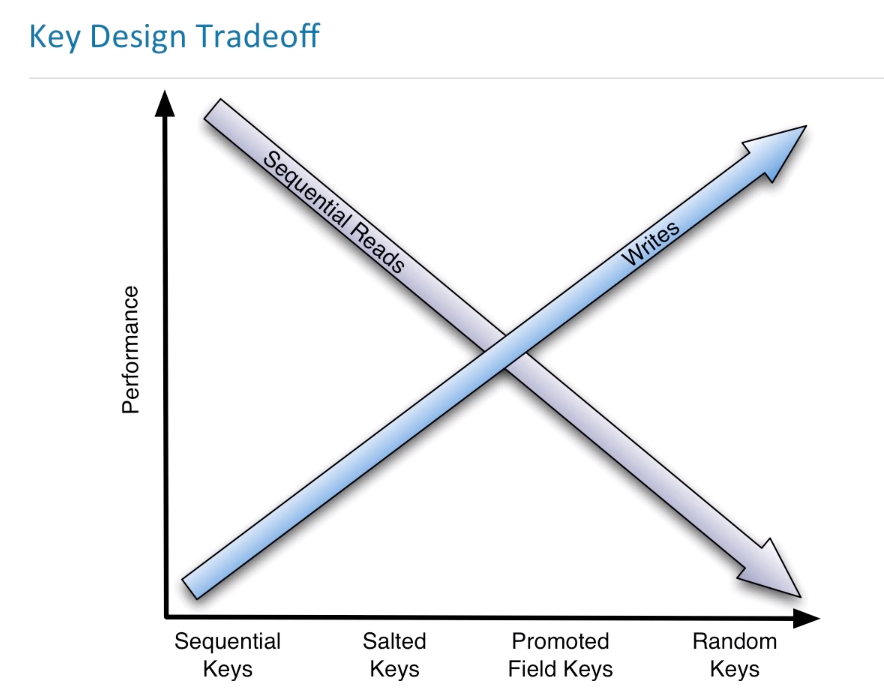 Key Design Tradeoff
Sequential Reads
Writes
Performance
Sequential
Keys
Salted
Keys
Promoted
Field Keys
Random
Keys